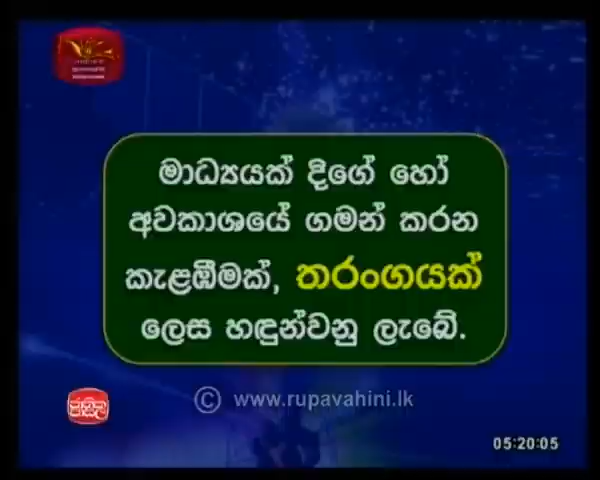 මාධ්‍යයක් දිගේ හෝ
අවකාශයේ ගමන් කරන
කැළඹීමක්, තරංගයක්
ලෙස හඳුන්වනු ලැබේ.
© www.rupavahini.lk
05:20:05